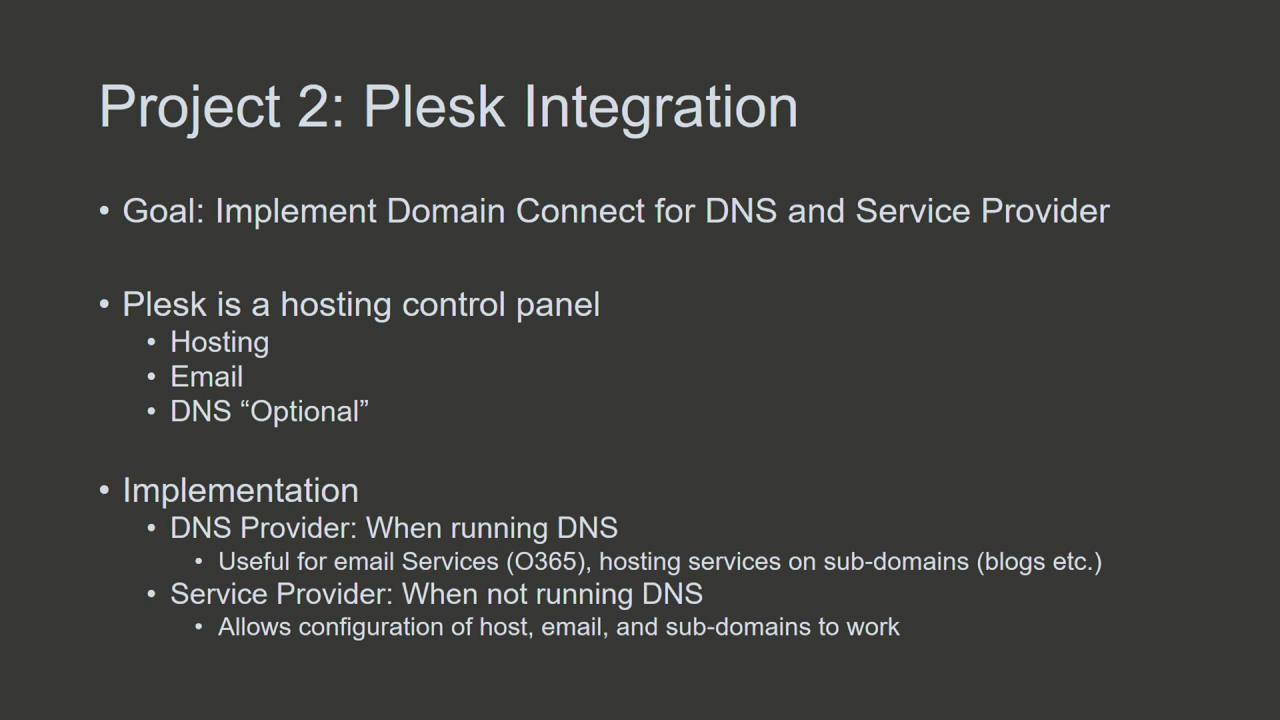 Project 2: Plesk Integration
• Goal: Implement Domain Connect for DNS and Service Provider
• Plesk is a hosting control panel
• Hosting
• Email
• DNS “Optional”
• Implementation
• DNS Provider: When running DNS
• Useful for email Services (O365), hosting services on sub-domains (blogs etc.)
• Service Provider: When not running DNS
• Allows configuration of host, email, and sub-domains to work